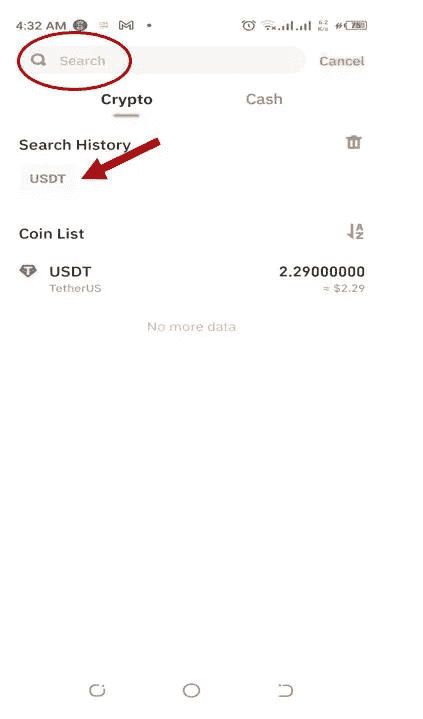 4:32 AM 6.2 K/s 75
Search Cancel
Crypto Cash
Search History
USDT
Coin List A Z
USDT 2.29000000
TetherUS ≈ $2.29
No more data